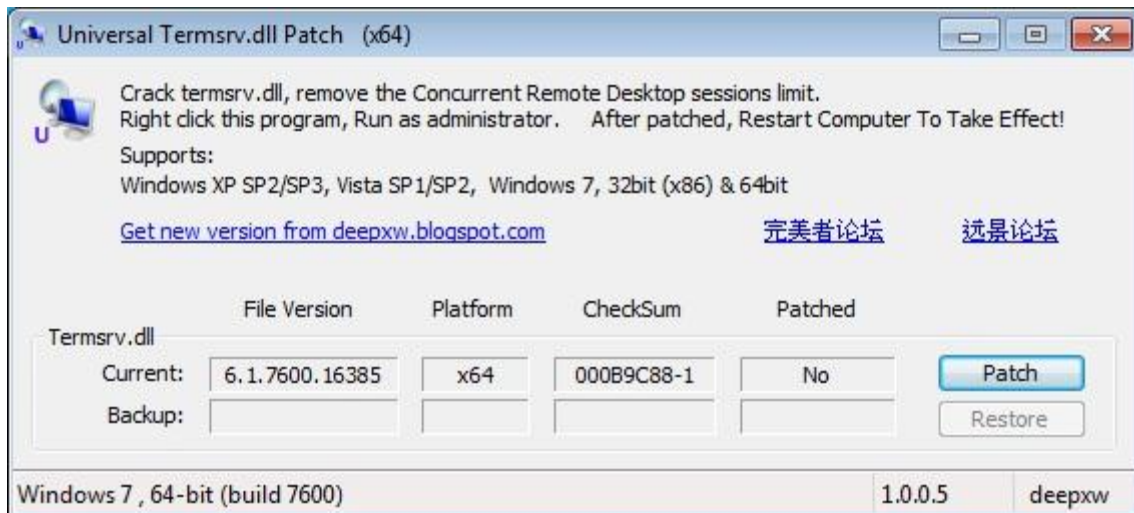 Universal Termsrv.dll Patch (x64)
Crack termsrv.dll, remove the Concurrent Remote Desktop sessions limit.
Right click this program, Run as administrator. After patched, Restart Computer To Take Effect!
U
Supports:
Windows XP SP2/SP3, Vista SP1/SP2, Windows 7, 32bit (x86) & 64bit
Get new version from deepxw.blogspot.com 完美者论坛 远景论坛
File Version Platform CheckSum Patched
Termsrv.dll
Current: 6.1.7600.16385 x64 000B9C88-1 No Patch
Backup: Restore
Windows 7 , 64-bit (build 7600) 1.0.0.5 deepxw